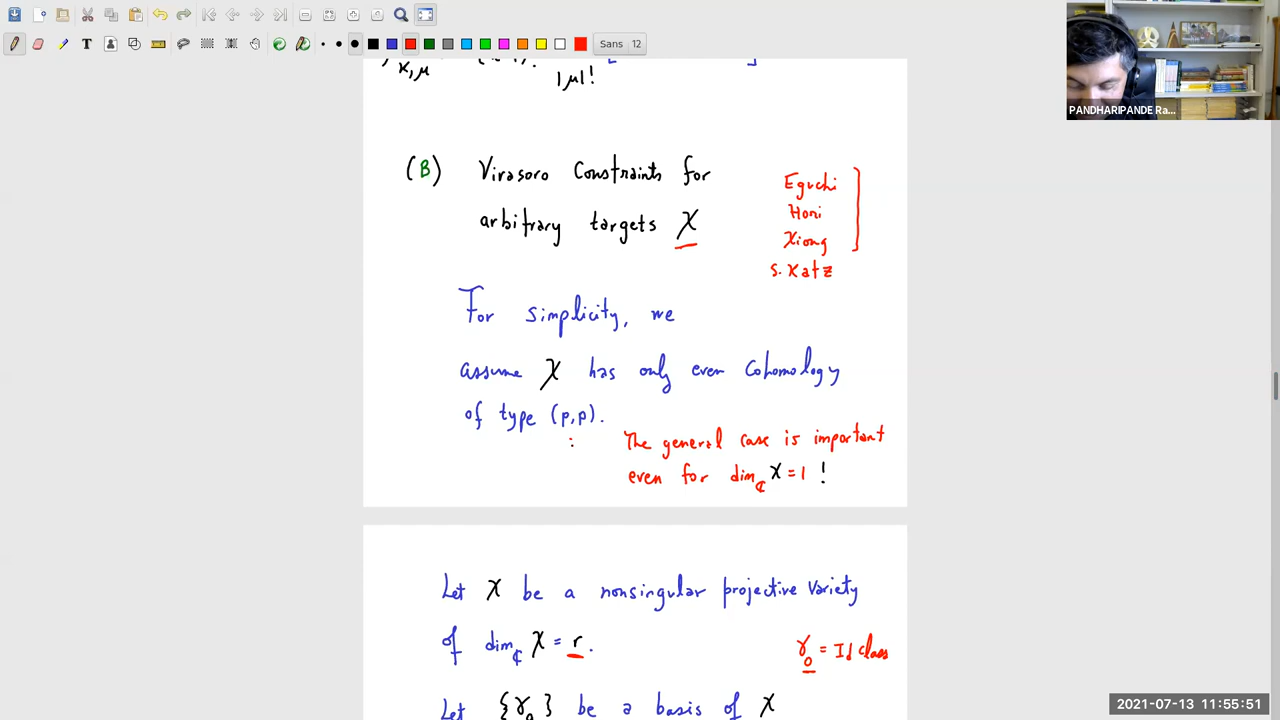 Sans 12
PANDHARIPANDE Ra...
x,μ
|μ|!
(B) Virasoro Constraints for
arbitrary targets X
Eguchi
Hori
Xiong
S. Katz
For simplicity, we
assume X has only even cohomology
of type (p,p).
The general case is important
even for dim_ℂ X = 1 !
Let X be a nonsingular projective variety
of dim_ℂ X = r.
γ₀ = Id class
Let {γₐ} be a basis of X
2021-07-13 11:55:51